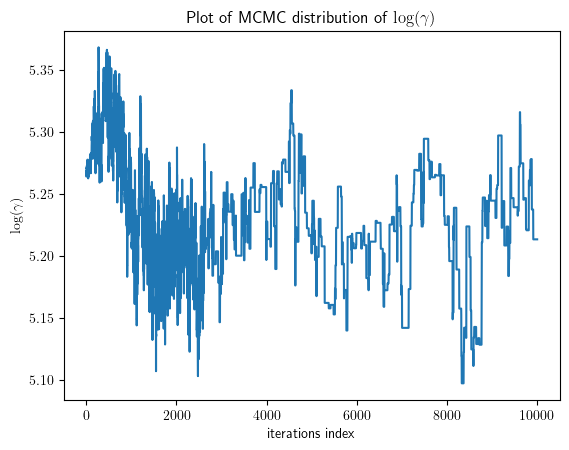 Plot of MCMC distribution of log(γ)
5.35
5.30
5.25
5.20
5.15
5.10
log(γ)
0 2000 4000 6000 8000 10000
iterations index